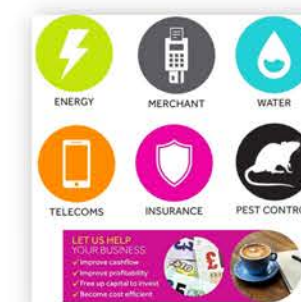 ENERGY
MERCHANT
WATER
TELECOMS
INSURANCE
PEST CONTRO
LET US HELP
YOUR BUSINESS:
✓ Improve cashflow
✓ Improve profitability
✓ Free up capital to invest
✓ Become cost efficient